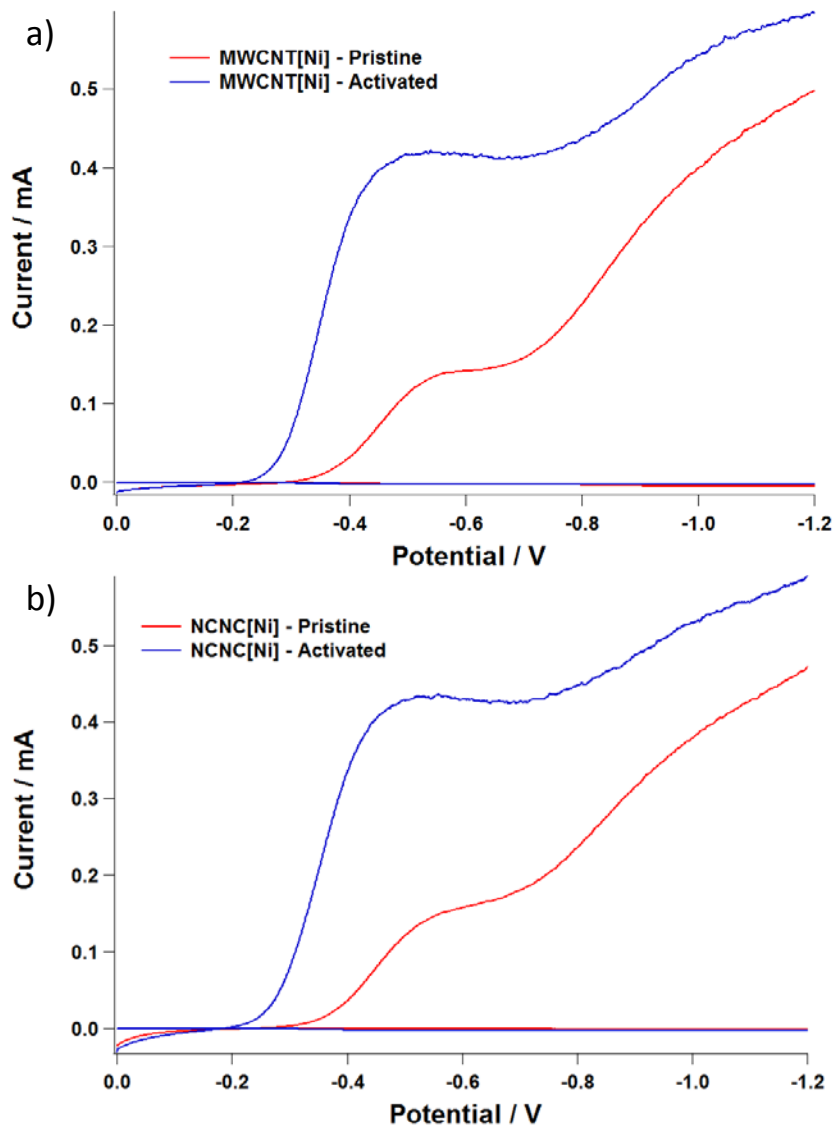 a)
MWCNT[Ni] - Pristine
MWCNT[Ni] - Activated
Current / mA
0.5
0.4
0.3
0.2
0.1
0.0
0.0 -0.2 -0.4 -0.6 -0.8 -1.0 -1.2
Potential / V
b)
NCNC[Ni] - Pristine
NCNC[Ni] - Activated
Current / mA
0.5
0.4
0.3
0.2
0.1
0.0
0.0 -0.2 -0.4 -0.6 -0.8 -1.0 -1.2
Potential / V